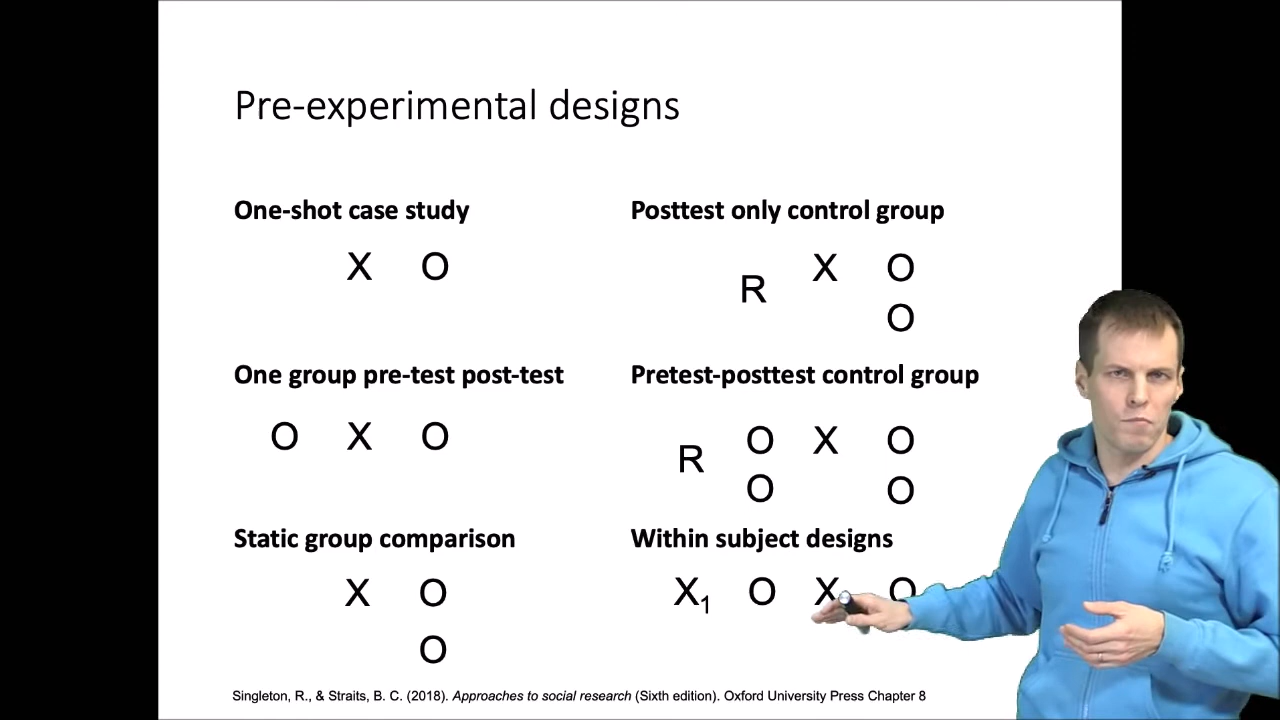 Pre-experimental designs
One-shot case study
X O
One group pre-test post-test
O X O
Static group comparison
X O
O
Posttest only control group
R X O
O
Pretest-posttest control group
R O X O
O O
Within subject designs
X₁ O X O
Singleton, R., & Straits, B. C. (2018). Approaches to social research (Sixth edition). Oxford University Press Chapter 8